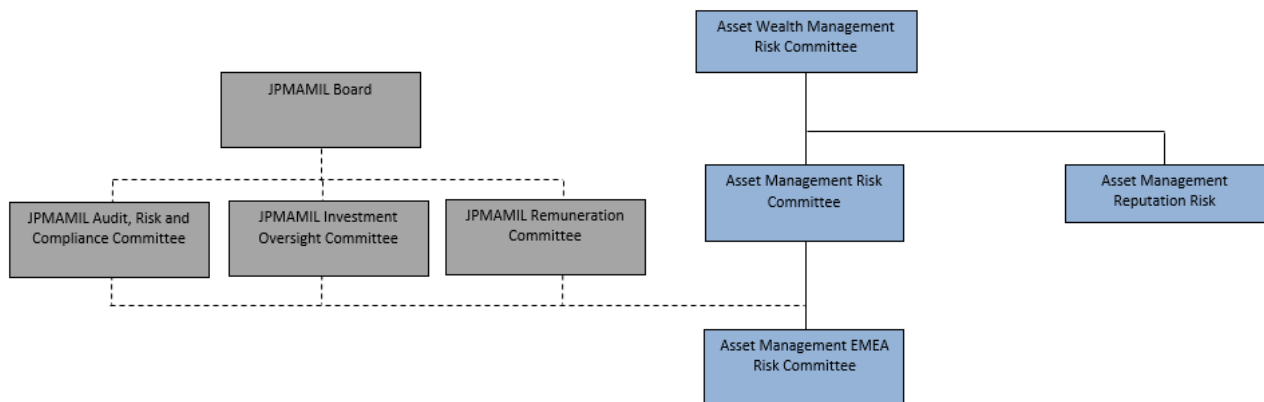 Asset Wealth Management
Risk Committee
JPMAMIL Board
Asset Management Risk
Committee
Asset Management
Reputation Risk
JPMAMIL Audit, Risk and
Compliance Committee
JPMAMIL Investment
Oversight Committee
JPMAMIL Remuneration
Committee
Asset Management EMEA
Risk Committee